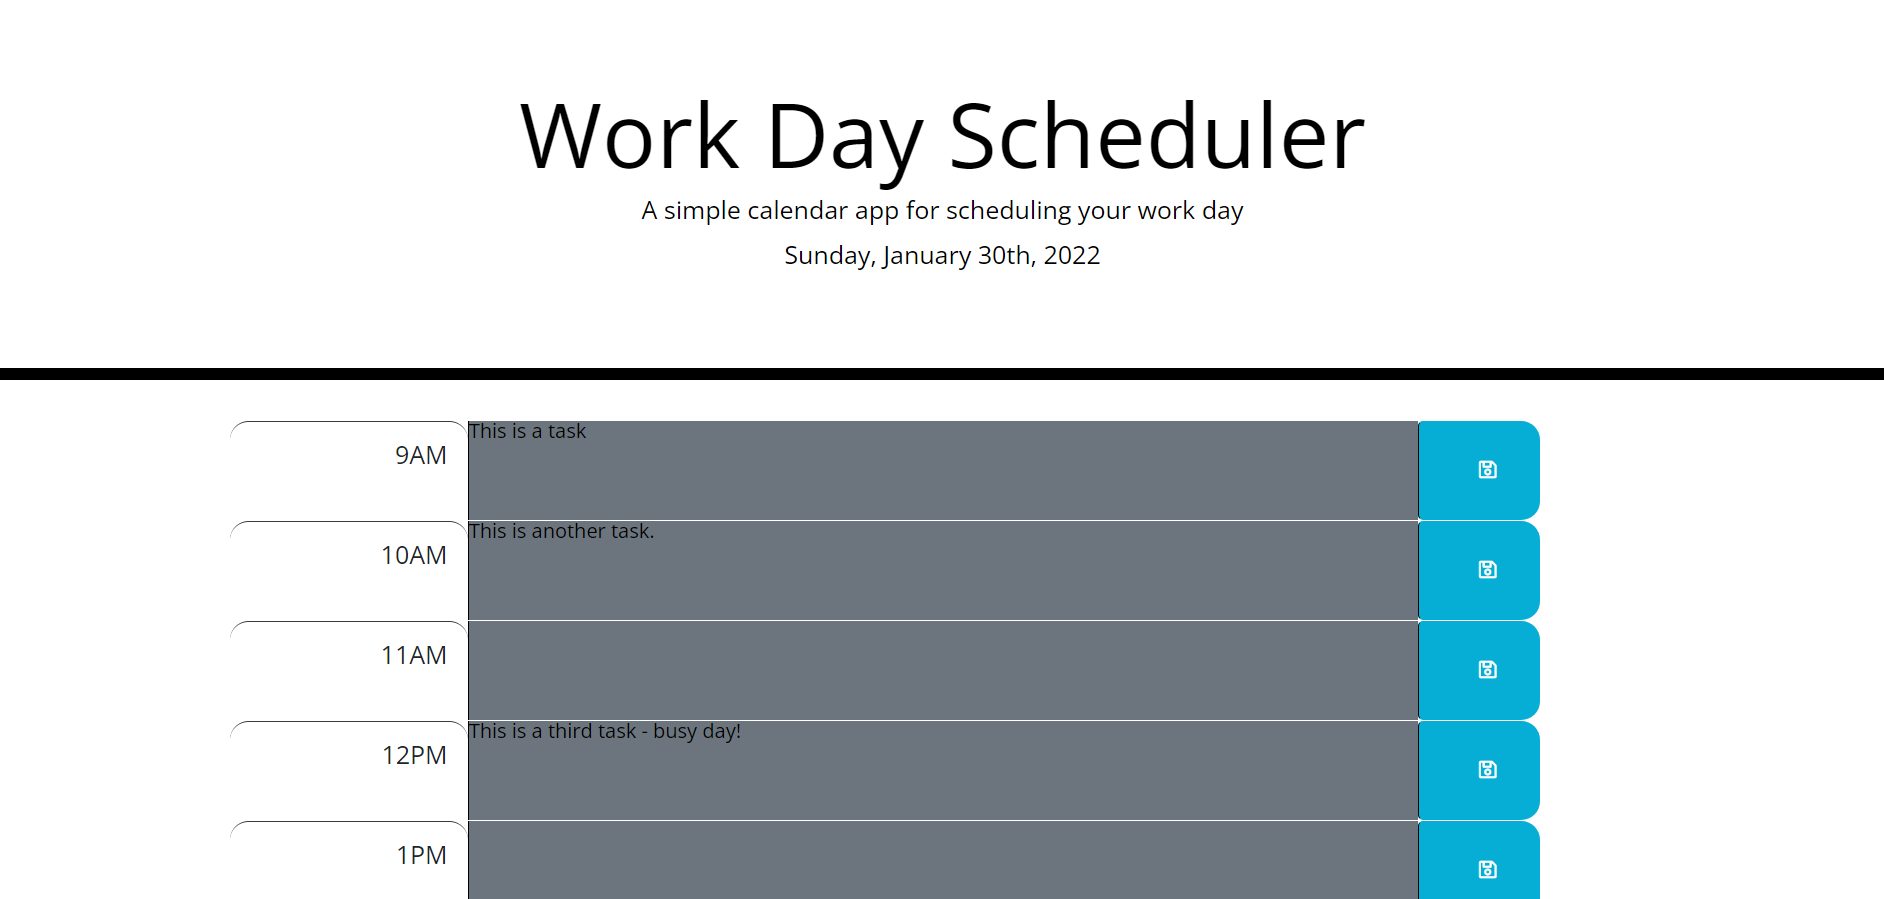 Work Day Scheduler
A simple calendar app for scheduling your work day
Sunday, January 30th, 2022
9AM
This is a task
10AM
This is another task.
11AM
12PM
This is a third task - busy day!
1PM